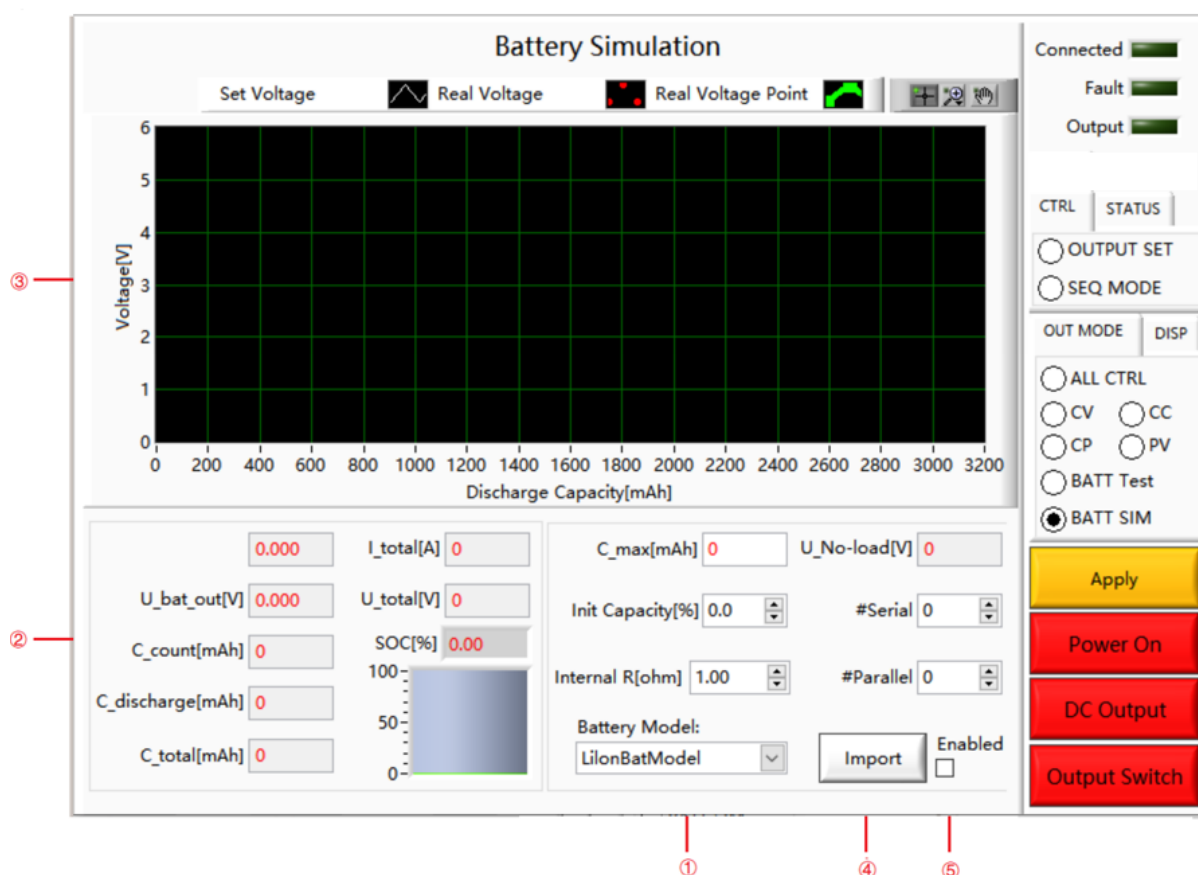 Battery Simulation
Set Voltage Real Voltage Real Voltage Point
6
5
4
3
2
1
0
Voltage[V]
0 200 400 600 800 1000 1200 1400 1600 1800 2000 2200 2400 2600 2800 3000 3200
Discharge Capacity[mAh]
③
②
0.000 I_total[A] 0
U_bat_out[V] 0.000 U_total[V] 0
C_count[mAh] 0 SOC[%] 0.00
C_discharge[mAh] 0
C_total[mAh] 0
100
50
0
C_max[mAh] 0 U_No-load[V] 0
Init Capacity[%] 0.0 #Serial 0
Internal R[ohm] 1.00 #Parallel 0
Battery Model:
LiIonBatModel Import Enabled
Connected
Fault
Output
CTRL STATUS
OUTPUT SET
SEQ MODE
OUT MODE DISP
ALL CTRL
CV CC
CP PV
BATT Test
BATT SIM
Apply
Power On
DC Output
Output Switch
① ④ ⑤